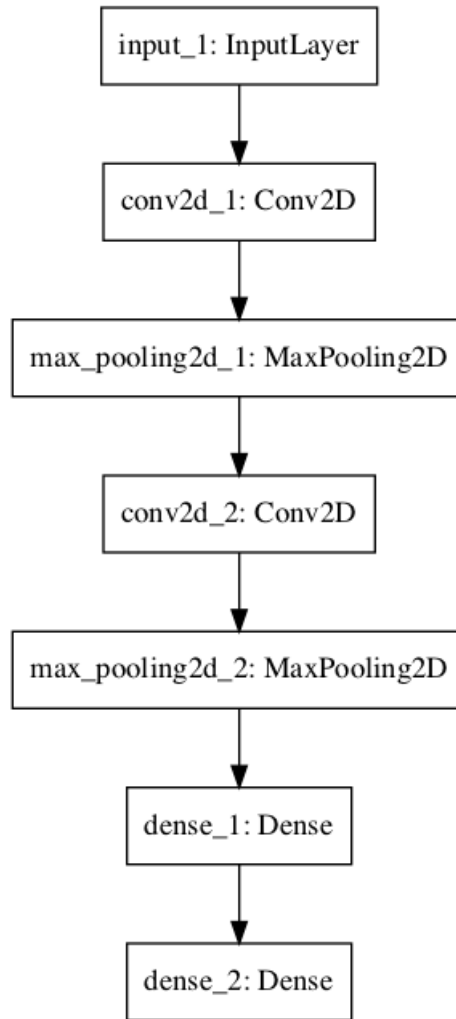 input_1: InputLayer
conv2d_1: Conv2D
max_pooling2d_1: MaxPooling2D
conv2d_2: Conv2D
max_pooling2d_2: MaxPooling2D
dense_1: Dense
dense_2: Dense